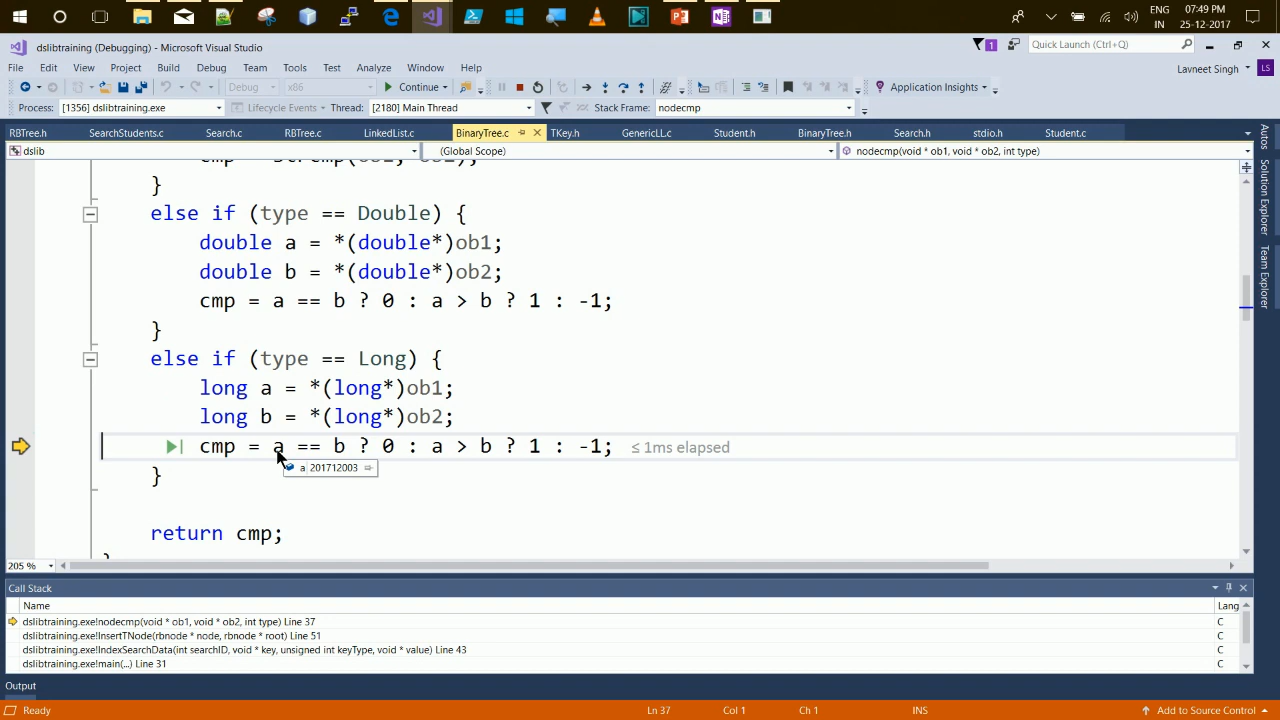 07:49 PM
ENG
IN
25-12-2017
dslibtraining (Debugging) - Microsoft Visual Studio
1
Quick Launch (Ctrl+Q)
File Edit View Project Build Debug Team Tools Test Analyze Window Help
Lavneet Singh
LS
Debug x86 Continue Application Insights
Process: [1356] dslibtraining.exe Lifecycle Events Thread: [2180] Main Thread Stack Frame: nodecmp
RBTree.h SearchStudents.c Search.c RBTree.c LinkedList.c BinaryTree.c TKey.h GenericLL.c Student.h BinaryTree.h Search.h stdio.h Student.c
dslib (Global Scope) nodecmp(void * ob1, void * ob2, int type)
}
else if (type == Double) {
double a = *(double*)ob1;
double b = *(double*)ob2;
cmp = a == b ? 0 : a > b ? 1 : -1;
}
else if (type == Long) {
long a = *(long*)ob1;
long b = *(long*)ob2;
cmp = a == b ? 0 : a > b ? 1 : -1; ≤ 1ms elapsed
a 201712003
}
return cmp;
205 %
Autos
Solution Explorer
Team Explorer
Call Stack
Name Lang
dslibtraining.exe!nodecmp(void * ob1, void * ob2, int type) Line 37 C
dslibtraining.exe!InsertTNode(rbnode * node, rbnode * root) Line 51 C
dslibtraining.exe!IndexSearchData(int searchID, void * key, unsigned int keyType, void * value) Line 43 C
dslibtraining.exe!main(...) Line 31 C
Output
Ready Ln 37 Col 1 Ch 1 INS Add to Source Control